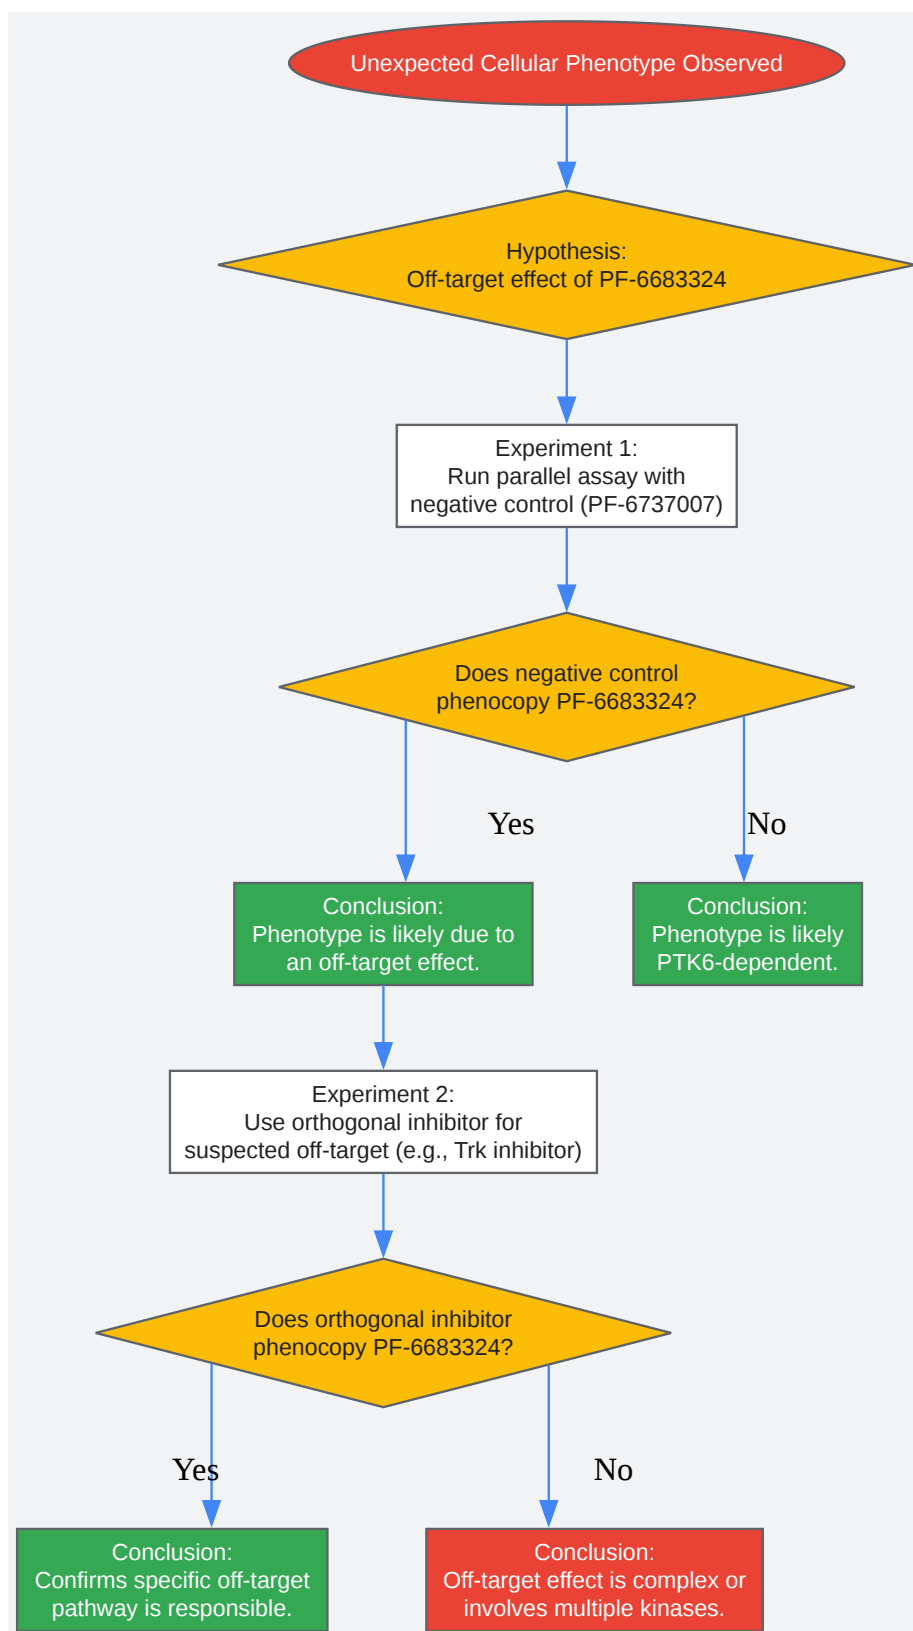 Unexpected Cellular Phenotype Observed
Hypothesis:
Off-target effect of PF-6683324
Experiment 1:
Run parallel assay with
negative control (PF-6737007)
Does negative control
phenocopy PF-6683324?
Yes
No
Conclusion:
Phenotype is likely due to
an off-target effect.
Conclusion:
Phenotype is likely
PTK6-dependent.
Experiment 2:
Use orthogonal inhibitor for
suspected off-target (e.g., Trk inhibitor)
Does orthogonal inhibitor
phenocopy PF-6683324?
Yes
No
Conclusion:
Confirms specific off-target
pathway is responsible.
Conclusion:
Off-target effect is complex or
involves multiple kinases.